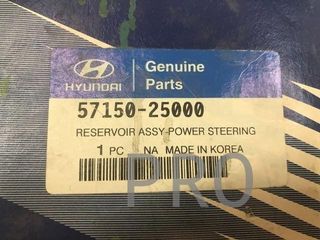 HYUNDAI
Genuine
Parts
57150-25000
RESERVOIR ASSY-POWER STEERING
1 PC NA MADE IN KOREA
PRO